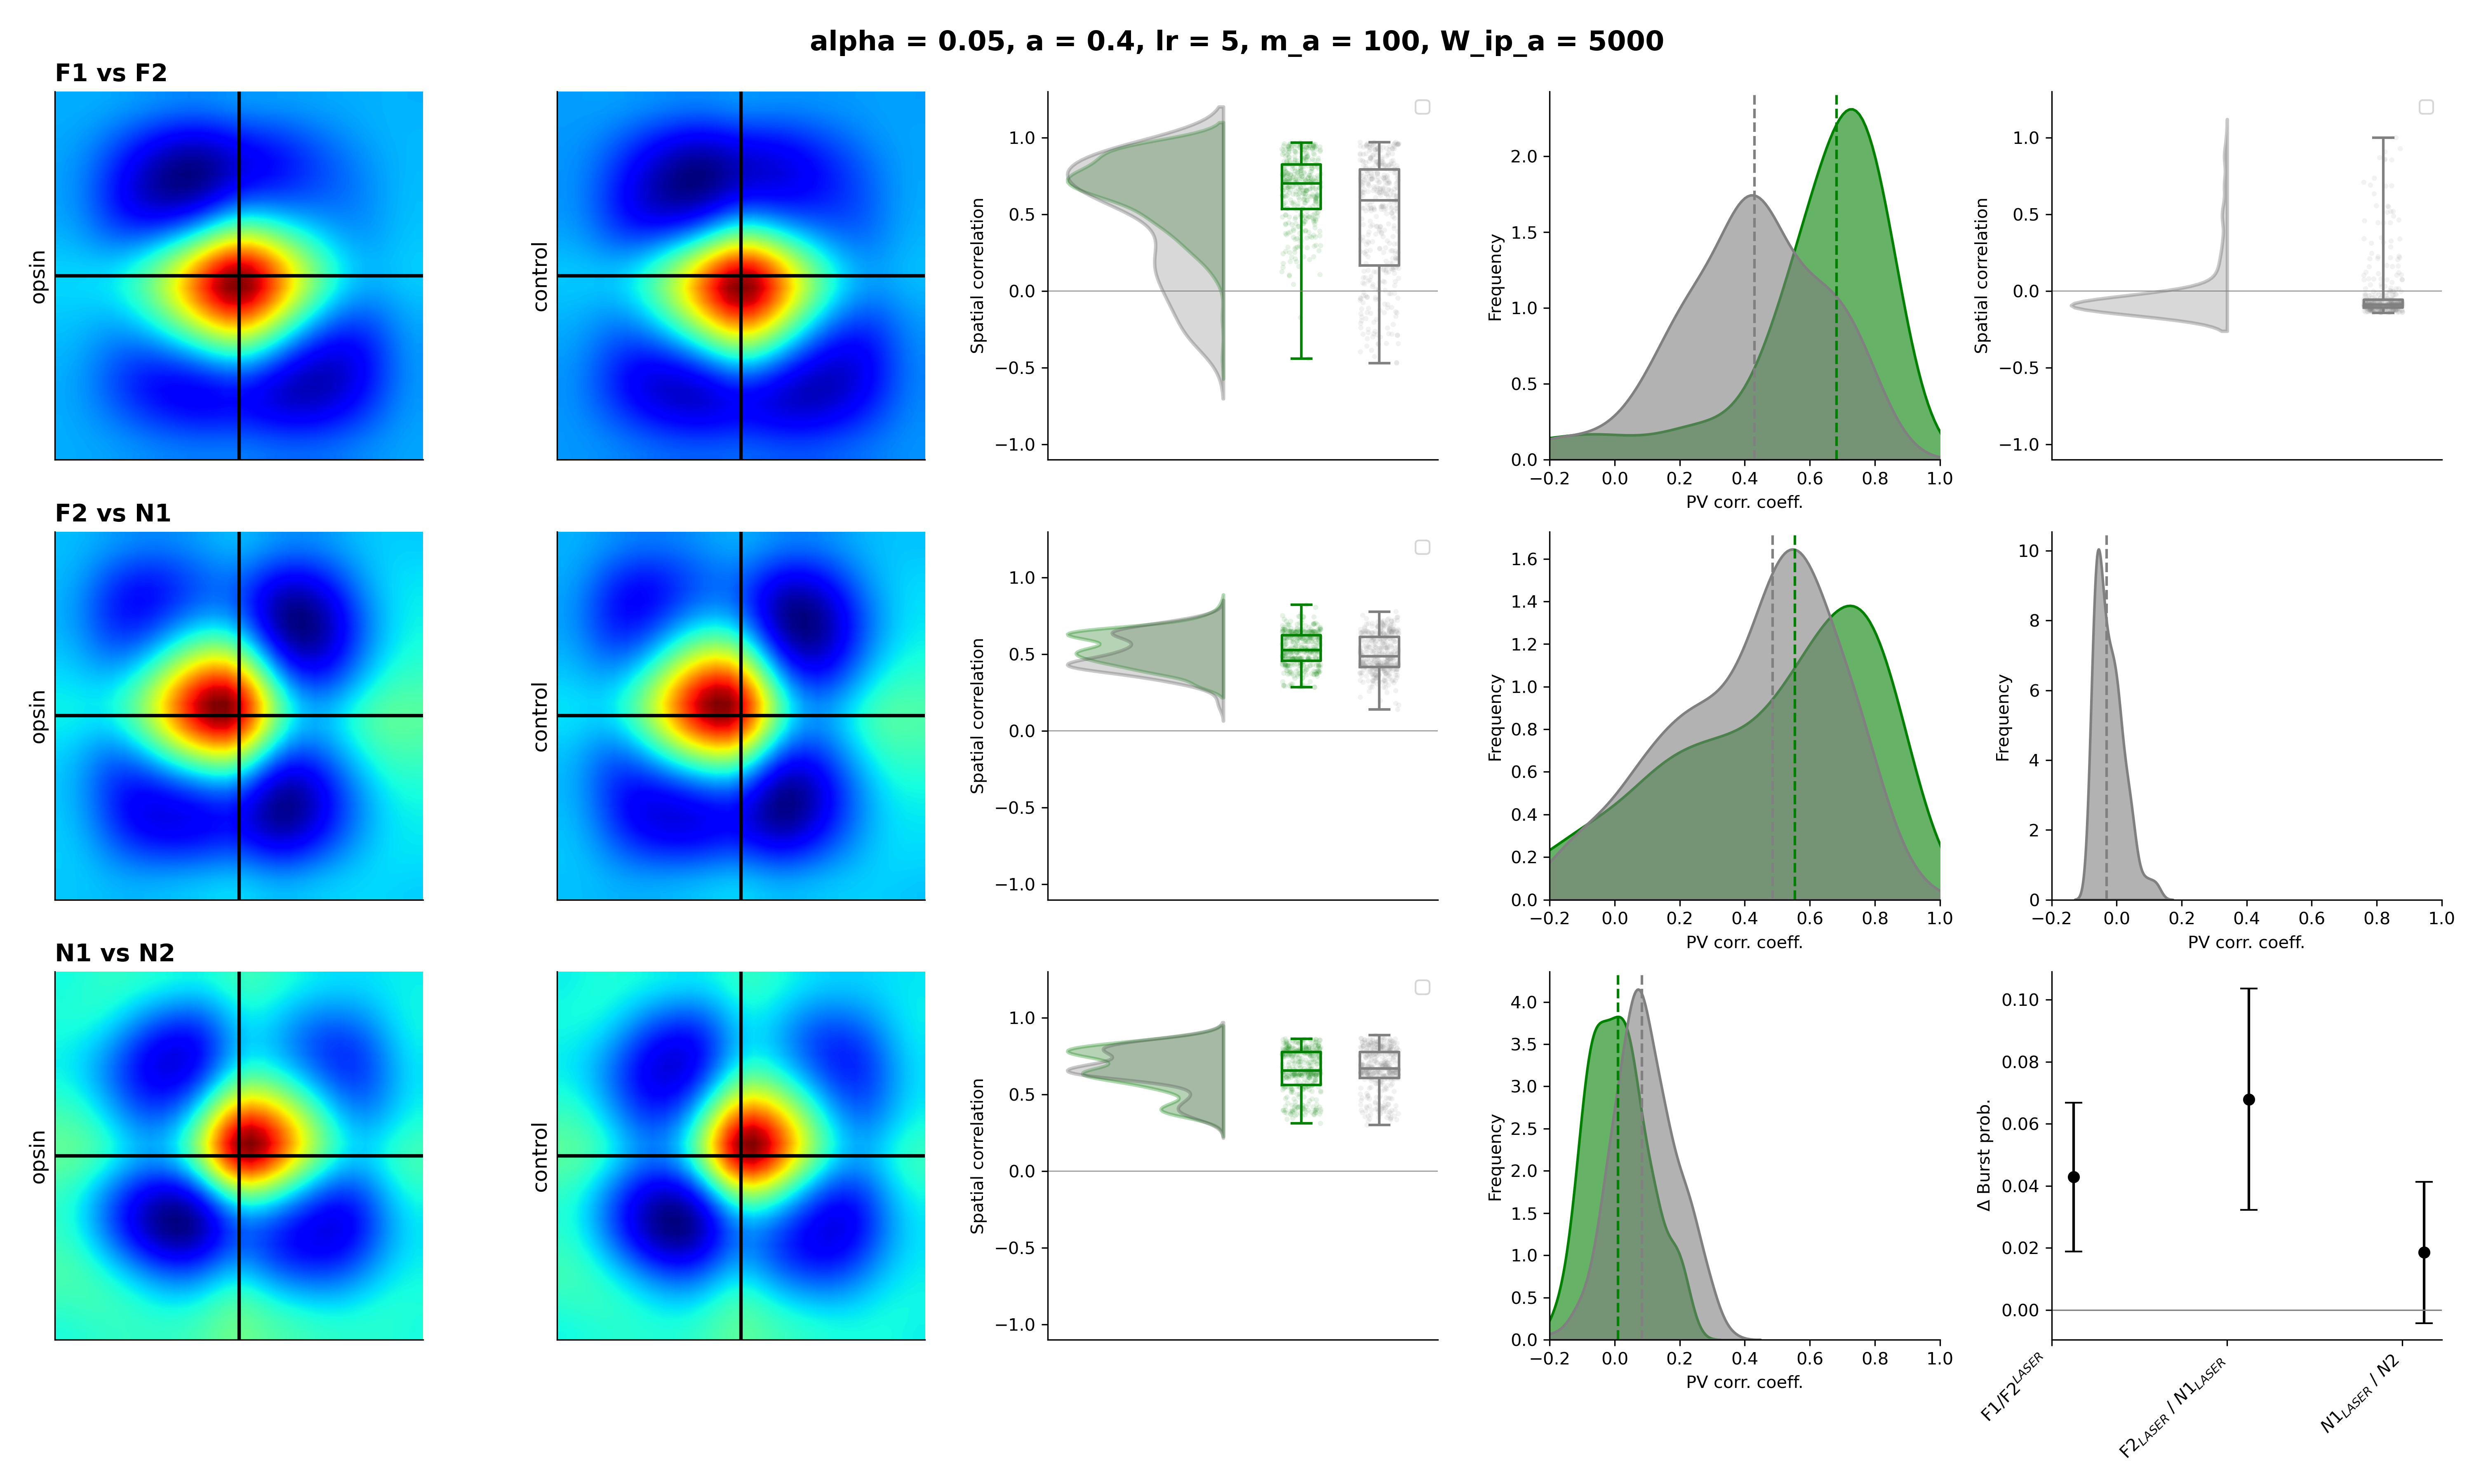 alpha = 0.05, a = 0.4, lr = 5, m_a = 100, W_ip_a = 5000
F1 vs F2
opsin
control
Spatial correlation
1.0
0.5
0.0
−0.5
−1.0
Frequency
2.0
1.5
1.0
0.5
0.0
−0.2 0.0 0.2 0.4 0.6 0.8 1.0
PV corr. coeff.
Spatial correlation
1.0
0.5
0.0
−0.5
−1.0
F2 vs N1
opsin
control
Spatial correlation
1.0
0.5
0.0
−0.5
−1.0
Frequency
1.6
1.4
1.2
1.0
0.8
0.6
0.4
0.2
0.0
−0.2 0.0 0.2 0.4 0.6 0.8 1.0
PV corr. coeff.
Frequency
10
8
6
4
2
0
−0.2 0.0 0.2 0.4 0.6 0.8 1.0
PV corr. coeff.
N1 vs N2
opsin
control
Spatial correlation
1.0
0.5
0.0
−0.5
−1.0
Frequency
4.0
3.5
3.0
2.5
2.0
1.5
1.0
0.5
0.0
−0.2 0.0 0.2 0.4 0.6 0.8 1.0
PV corr. coeff.
Δ Burst prob.
0.10
0.08
0.06
0.04
0.02
0.00
F1/F2LASER
F2LASER / N1LASER
N1LASER / N2